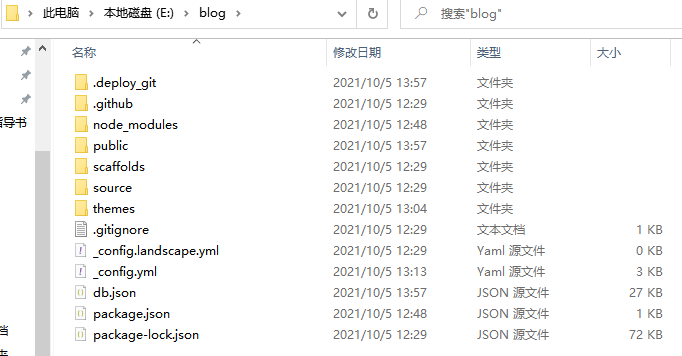 此电脑 本地磁盘 (E:) blog 搜索"blog"
名称 修改日期 类型 大小
.deploy_git 2021/10/5 13:57 文件夹
.github 2021/10/5 12:29 文件夹
指导书 node_modules 2021/10/5 12:48 文件夹
public 2021/10/5 13:57 文件夹
scaffolds 2021/10/5 12:29 文件夹
source 2021/10/5 12:29 文件夹
themes 2021/10/5 13:04 文件夹
.gitignore 2021/10/5 12:29 文本文档 1 KB
_config.landscape.yml 2021/10/5 12:29 Yaml 源文件 0 KB
_config.yml 2021/10/5 13:13 Yaml 源文件 3 KB
db.json 2021/10/5 13:57 JSON 源文件 27 KB
package.json 2021/10/5 12:48 JSON 源文件 1 KB
package-lock.json 2021/10/5 12:29 JSON 源文件 72 KB